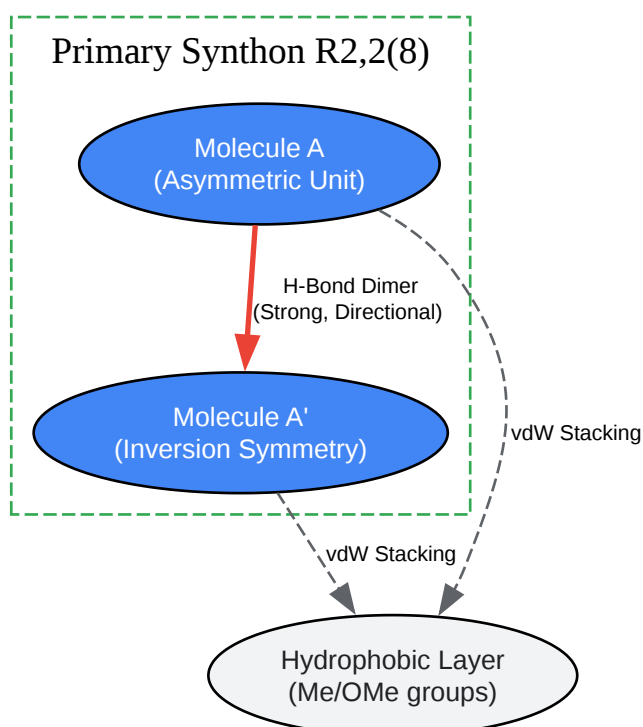 Primary Synthon R2,2(8)
Molecule A
(Asymmetric Unit)
H-Bond Dimer
(Strong, Directional)
Molecule A'
(Inversion Symmetry)
vdW Stacking
vdW Stacking
Hydrophobic Layer
(Me/OMe groups)